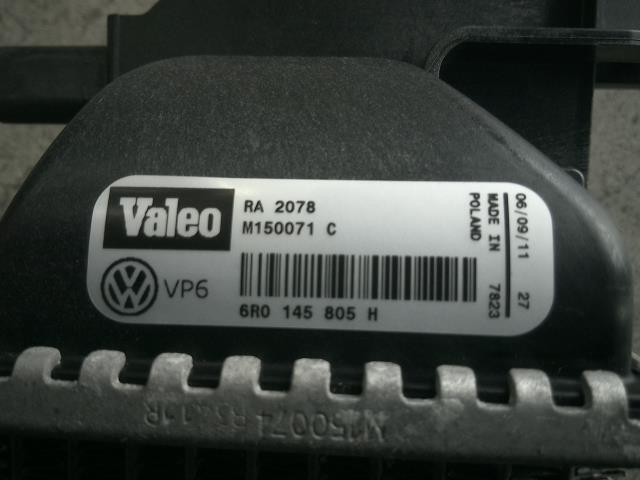 Valeo
RA 2078
M150071 C
VP6
6R0 145 805 H
06/09/11 27
MADE IN 7823
POLAND